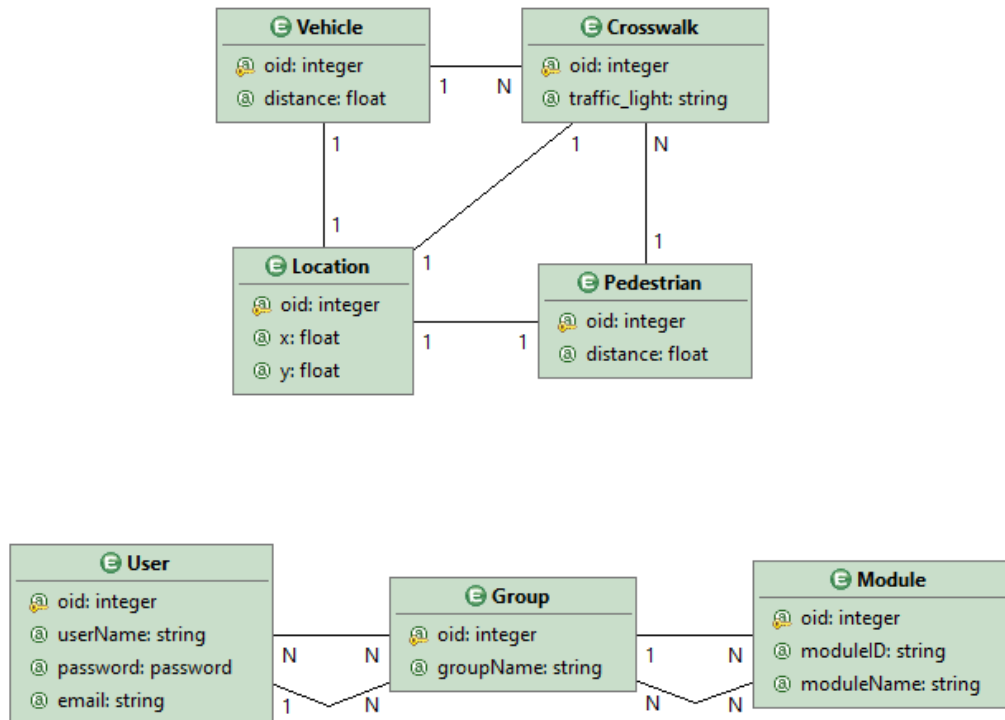 E Vehicle
a oid: integer
a distance: float
E Crosswalk
a oid: integer
a traffic_light: string
1 N
1
1
1
1
N
1
E Location
a oid: integer
a x: float
a y: float
1 1
E Pedestrian
a oid: integer
a distance: float
E User
a oid: integer
a userName: string
a password: password
a email: string
N N
1 N
E Group
a oid: integer
a groupName: string
1 N
N N
E Module
a oid: integer
a moduleID: string
a moduleName: string